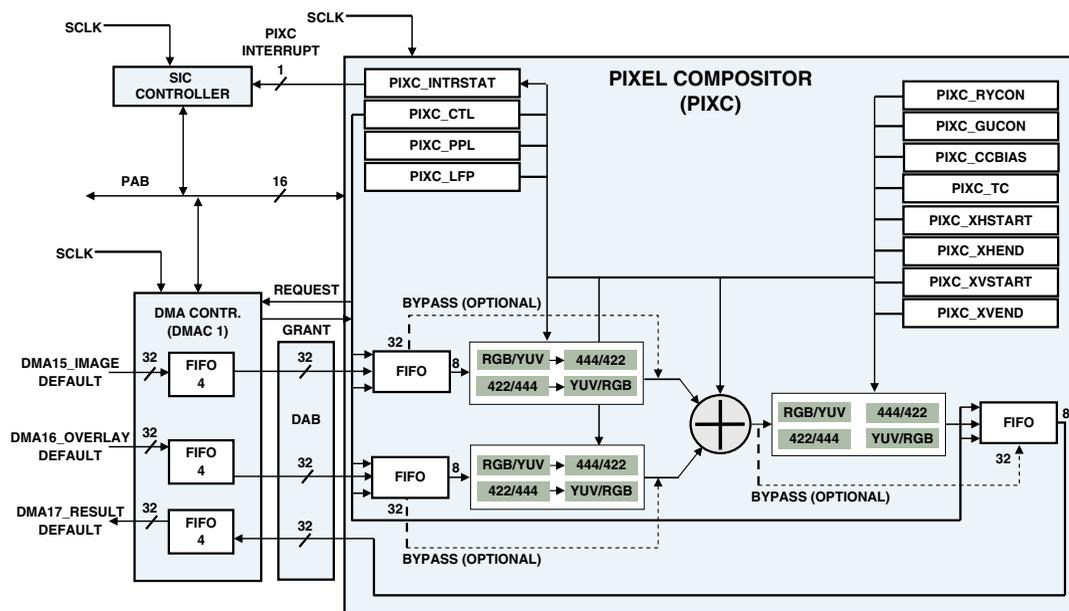 SCLK
SCLK
PIXC
INTERRUPT
1
SIC
CONTROLLER
PIXEL COMPOSITOR
(PIXC)
PIXC_INTRSTAT
PIXC_CTL
PIXC_PPL
PIXC_LFP
PIXC_RYCON
PIXC_GUCON
PIXC_CCBIAS
PIXC_TC
PIXC_XHSTART
PIXC_XHEND
PIXC_XVSTART
PIXC_XVEND
PAB
16
SCLK
REQUEST
DMA CONTR.
(DMAC 1)
GRANT
DAB
BYPASS (OPTIONAL)
DMA15_IMAGE
DEFAULT
32
FIFO
4
32
32
FIFO
8
RGB/YUV
444/422
422/444
YUV/RGB
RGB/YUV
444/422
422/444
YUV/RGB
FIFO
8
32
DMA16_OVERLAY
DEFAULT
32
FIFO
4
32
FIFO
8
32
RGB/YUV
444/422
422/444
YUV/RGB
BYPASS (OPTIONAL)
DMA17_RESULT
DEFAULT
32
FIFO
4
32
BYPASS (OPTIONAL)